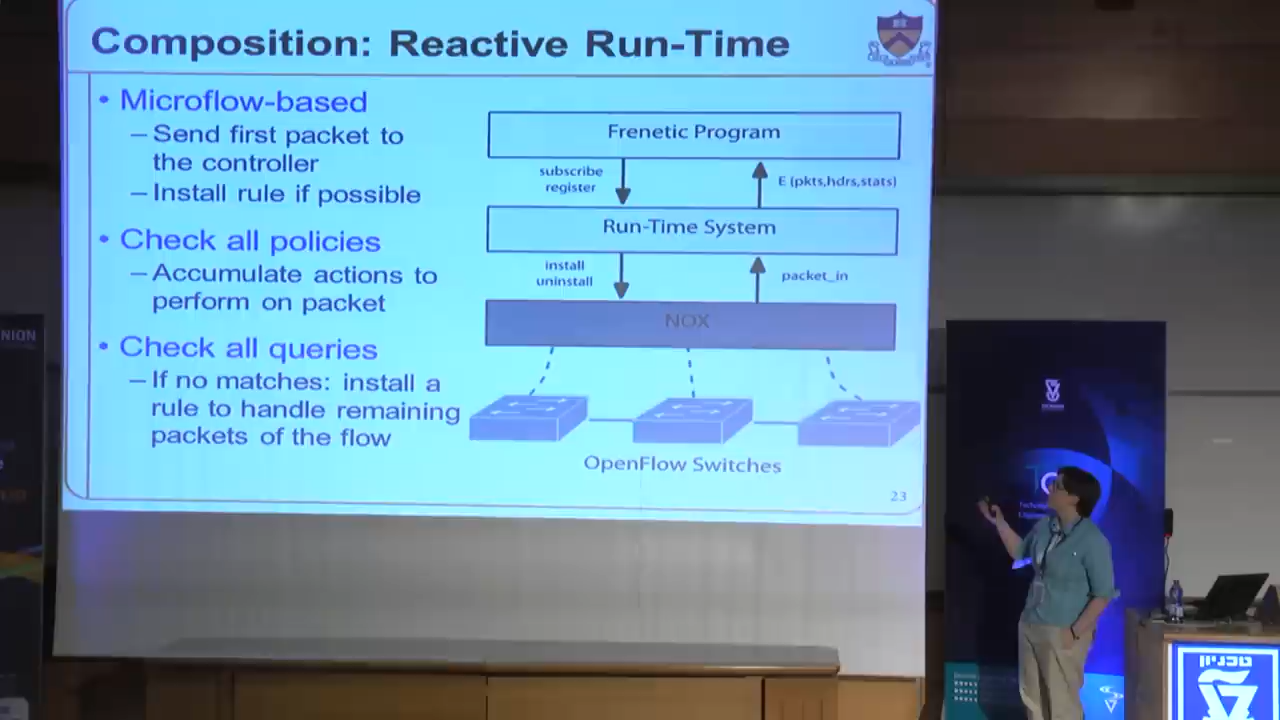 Composition: Reactive Run-Time
• Microflow-based
– Send first packet to
the controller
– Install rule if possible
• Check all policies
– Accumulate actions to
perform on packet
• Check all queries
– If no matches: install a
rule to handle remaining
packets of the flow
Frenetic Program
subscribe
register
E (pkts,hdrs,stats)
Run-Time System
install
uninstall
packet_in
NOX
OpenFlow Switches
23
NION
טכניון